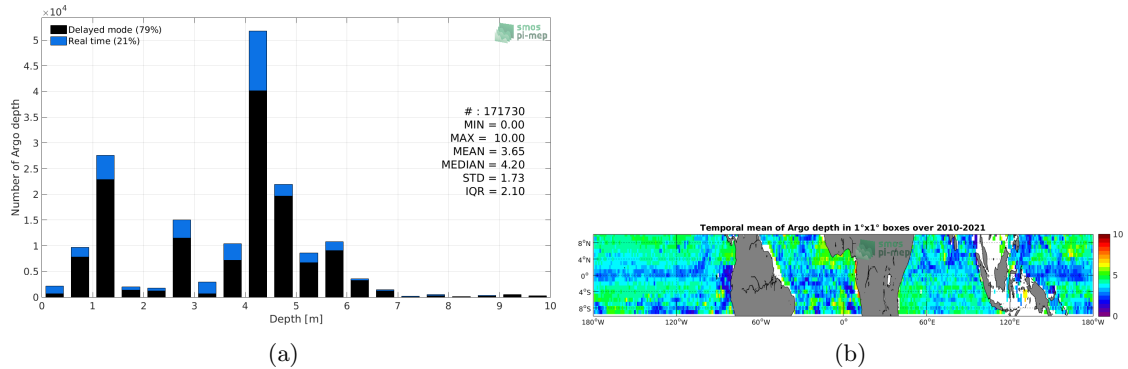 ×10⁴
Delayed mode (79%)
Real time (21%)
smos
pi-mep
5
4.5
4
3.5
3
2.5
2
1.5
1
0.5
0
Number of Argo depth
# : 171730
MIN = 0.00
MAX = 10.00
MEAN = 3.65
MEDIAN = 4.20
STD = 1.73
IQR = 2.10
0 1 2 3 4 5 6 7 8 9 10
Depth [m]
(a)
Temporal mean of Argo depth in 1°x1° boxes over 2010-2021
smos
pi-mep
8°N
4°N
0°
4°S
8°S
180°W 120°W 60°W 0° 60°E 120°E 180°W
10
5
0
(b)